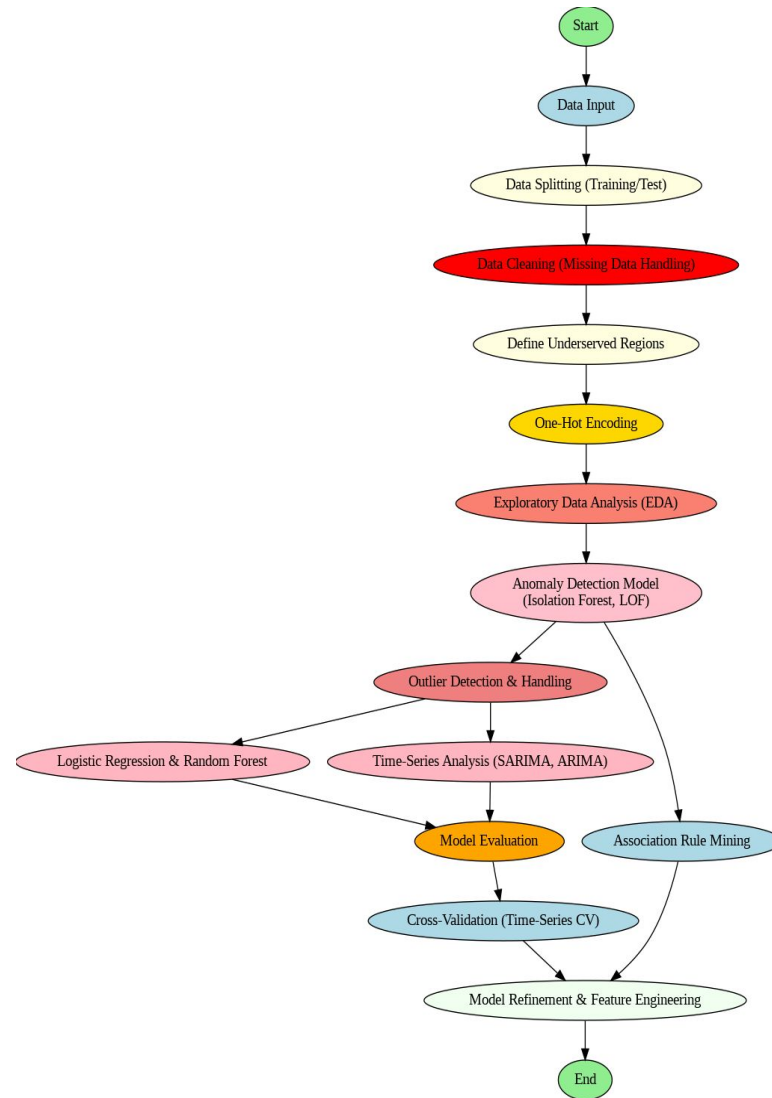 Start
Data Input
Data Splitting (Training/Test)
Data Cleaning (Missing Data Handling)
Define Underserved Regions
One-Hot Encoding
Exploratory Data Analysis (EDA)
Anomaly Detection Model
(Isolation Forest, LOF)
Outlier Detection & Handling
Logistic Regression & Random Forest
Time-Series Analysis (SARIMA, ARIMA)
Model Evaluation
Association Rule Mining
Cross-Validation (Time-Series CV)
Model Refinement & Feature Engineering
End